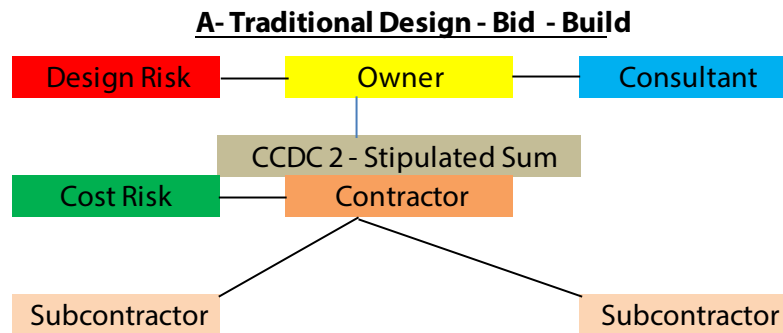 A- Traditional Design - Bid - Build
Design Risk Owner Consultant
CCDC 2 - Stipulated Sum
Cost Risk Contractor
Subcontractor Subcontractor